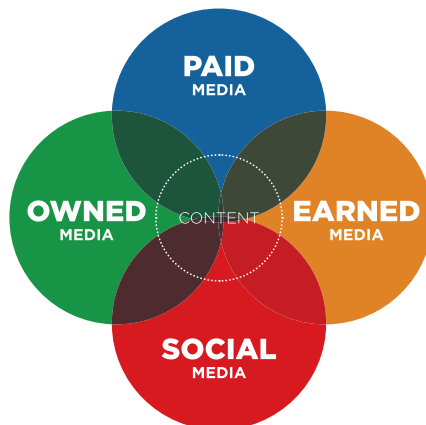 PAID
MEDIA
OWNED
MEDIA
CONTENT
EARNED
MEDIA
SOCIAL
MEDIA